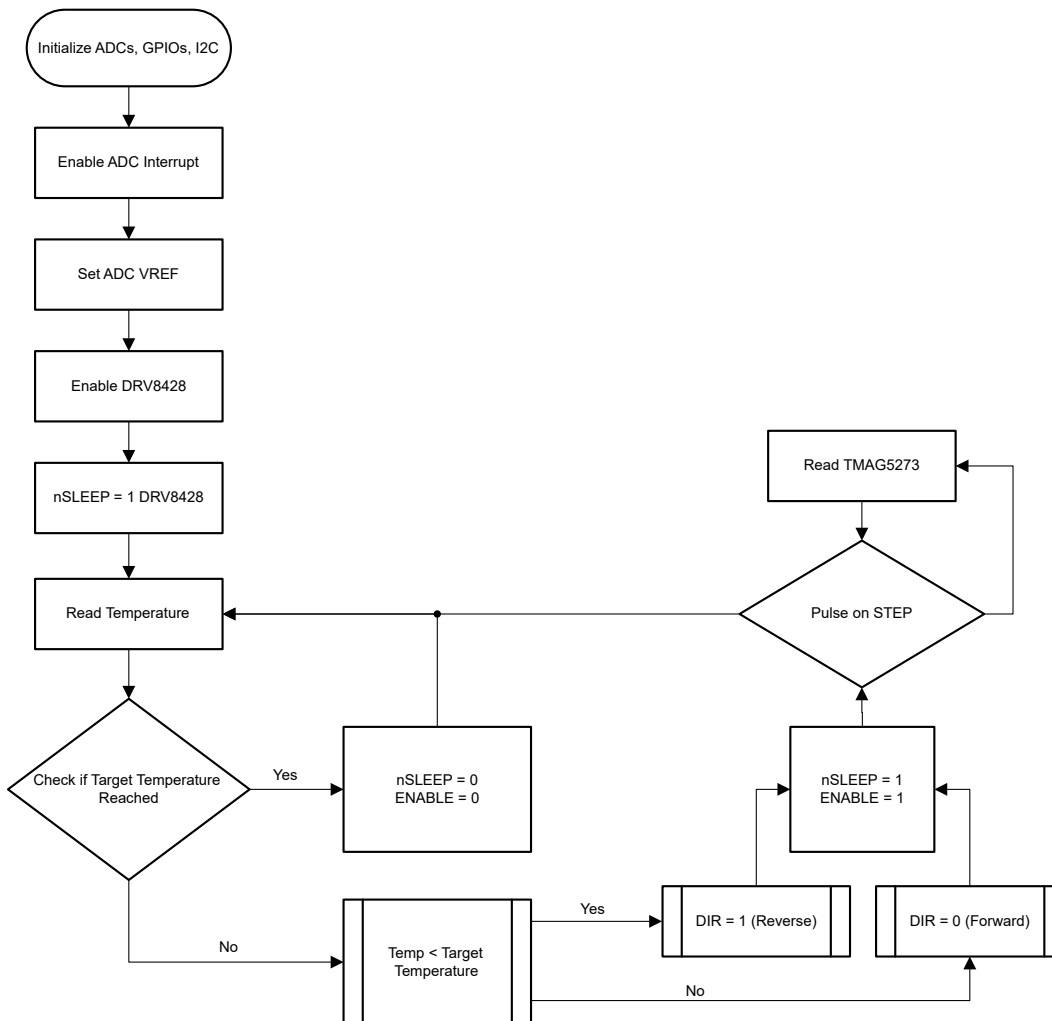 Initialize ADCs, GPIOs, I2C
Enable ADC Interrupt
Set ADC VREF
Enable DRV8428
nSLEEP = 1 DRV8428
Read Temperature
Check if Target Temperature
Reached
Yes
nSLEEP = 0
ENABLE = 0
No
Temp < Target
Temperature
Yes
No
DIR = 1 (Reverse)
DIR = 0 (Forward)
nSLEEP = 1
ENABLE = 1
Pulse on STEP
Read TMAG5273